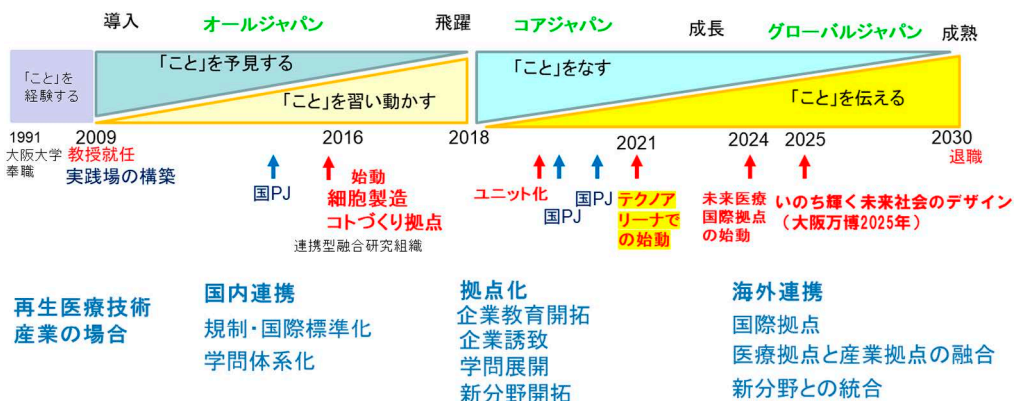 導入
オールジャパン
飛躍
コアジャパン
成長
グローバルジャパン
成熟
「こと」を
経験する
「こと」を予見する
「こと」を習い動かす
「こと」をなす
「こと」を伝える
1991
大阪大学
奉職
2009
教授就任
実践場の構築
国PJ
2016
始動
細胞製造
コトづくり拠点
連携型融合研究組織
2018
ユニット化
国PJ
国PJ
2021
テクノア
リーナで
の始動
2024
未来医療
国際拠点
の始動
2025
いのち輝く未来社会のデザイン
（大阪万博2025年）
2030
退職
再生医療技術
産業の場合
国内連携
規制・国際標準化
学問体系化
拠点化
企業教育開拓
企業誘致
学問展開
新分野開拓
海外連携
国際拠点
医療拠点と産業拠点の融合
新分野との統合